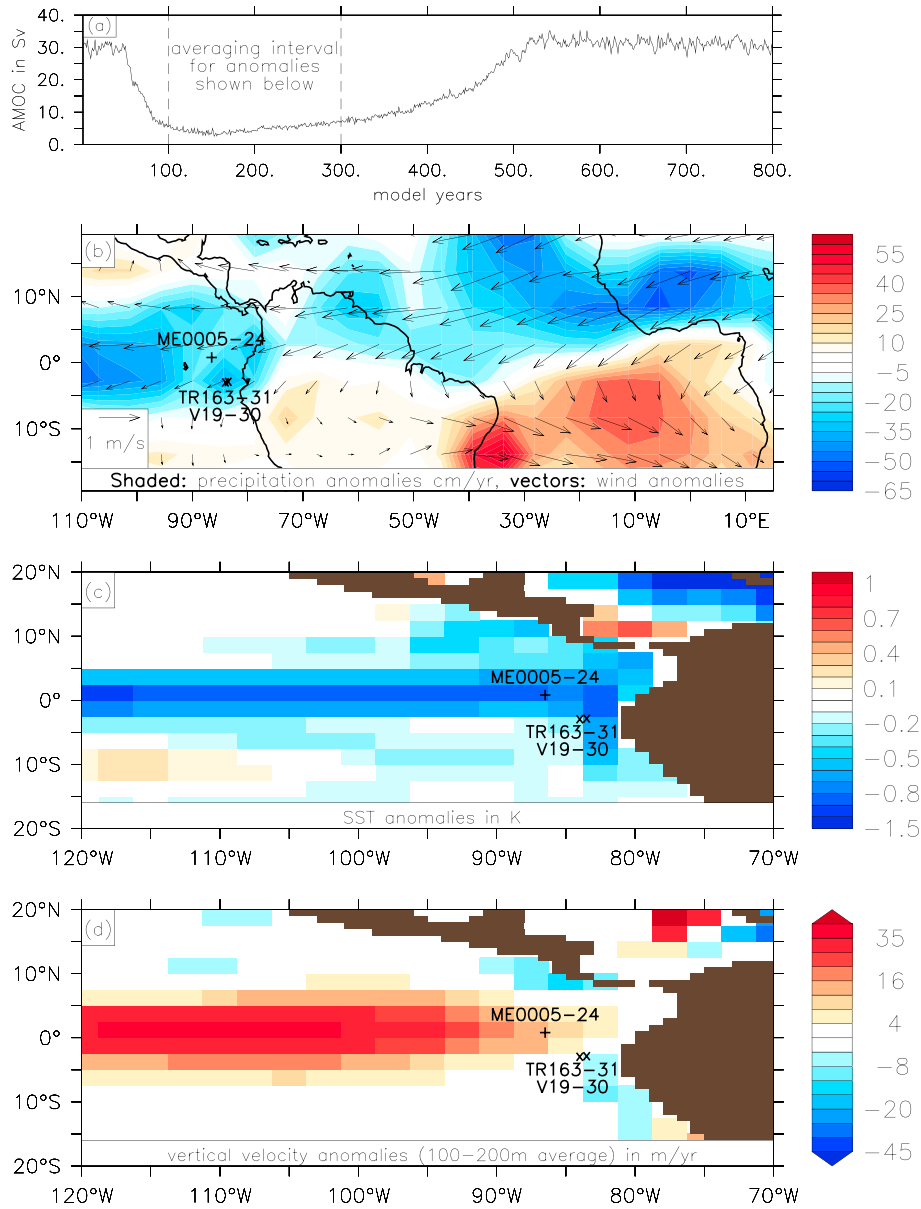 (a)
AMOC in Sv
40.
30.
20.
10.
0.
averaging interval
for anomalies
shown below
100. 200. 300. 400. 500. 600. 700. 800.
model years
(b)
10°N
0°
10°S
ME0005-24
TR163-31
V19-30
1 m/s
Shaded: precipitation anomalies cm/yr, vectors: wind anomalies
110°W 90°W 70°W 50°W 30°W 10°W 10°E
55
40
25
10
-5
-20
-35
-50
-65
(c)
20°N
10°N
0°
10°S
20°S
ME0005-24
TR163-31
V19-30
SST anomalies in K
120°W 110°W 100°W 90°W 80°W 70°W
1
0.7
0.4
0.1
-0.2
-0.5
-0.8
-1.5
(d)
20°N
10°N
0°
10°S
20°S
ME0005-24
TR163-31
V19-30
vertical velocity anomalies (100-200m average) in m/yr
120°W 110°W 100°W 90°W 80°W 70°W
35
16
4
-8
-20
-45